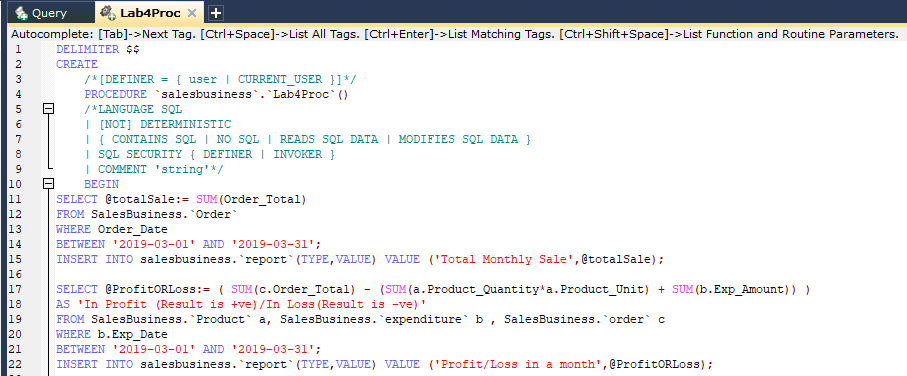 Query Lab4Proc
Autocomplete: [Tab]->Next Tag. [Ctrl+Space]->List All Tags. [Ctrl+Enter]->List Matching Tags. [Ctrl+Shift+Space]->List Function and Routine Parameters.
1 DELIMITER $$
2 CREATE
3 /*[DEFINER = { user | CURRENT_USER }]*/
4 PROCEDURE `salesbusiness`.`Lab4Proc`()
5 /*LANGUAGE SQL
6 | [NOT] DETERMINISTIC
7 | { CONTAINS SQL | NO SQL | READS SQL DATA | MODIFIES SQL DATA }
8 | SQL SECURITY { DEFINER | INVOKER }
9 | COMMENT 'string'*/
10 BEGIN
11 SELECT @totalSale:= SUM(Order_Total)
12 FROM SalesBusiness.`Order`
13 WHERE Order_Date
14 BETWEEN '2019-03-01' AND '2019-03-31';
15 INSERT INTO salesbusiness.`report`(TYPE,VALUE) VALUE ('Total Monthly Sale',@totalSale);
16
17 SELECT @ProfitORLoss:= ( SUM(c.Order_Total) - (SUM(a.Product_Quantity*a.Product_Unit) + SUM(b.Exp_Amount)) )
18 AS 'In Profit (Result is +ve)/In Loss(Result is -ve)'
19 FROM SalesBusiness.`Product` a, SalesBusiness.`expenditure` b , SalesBusiness.`order` c
20 WHERE b.Exp_Date
21 BETWEEN '2019-03-01' AND '2019-03-31';
22 INSERT INTO salesbusiness.`report`(TYPE,VALUE) VALUE ('Profit/Loss in a month',@ProfitORLoss);